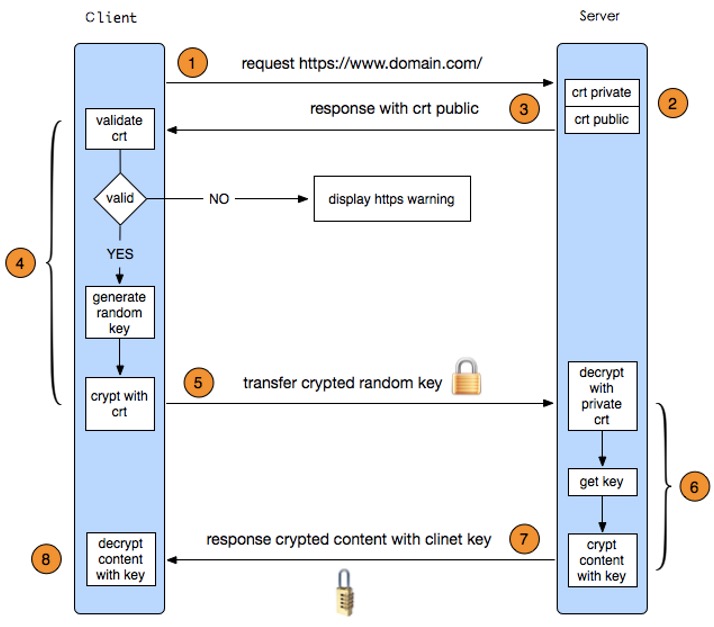 Client
Server
1
request https://www.domain.com/
crt private
2
response with crt public
3
crt public
validate
crt
valid
NO
display https warning
YES
4
generate
random
key
crypt with
crt
5
transfer crypted random key
decrypt
with
private
crt
get key
6
response crypted content with clinet key
7
8
decrypt
content
with key
crypt
content
with key